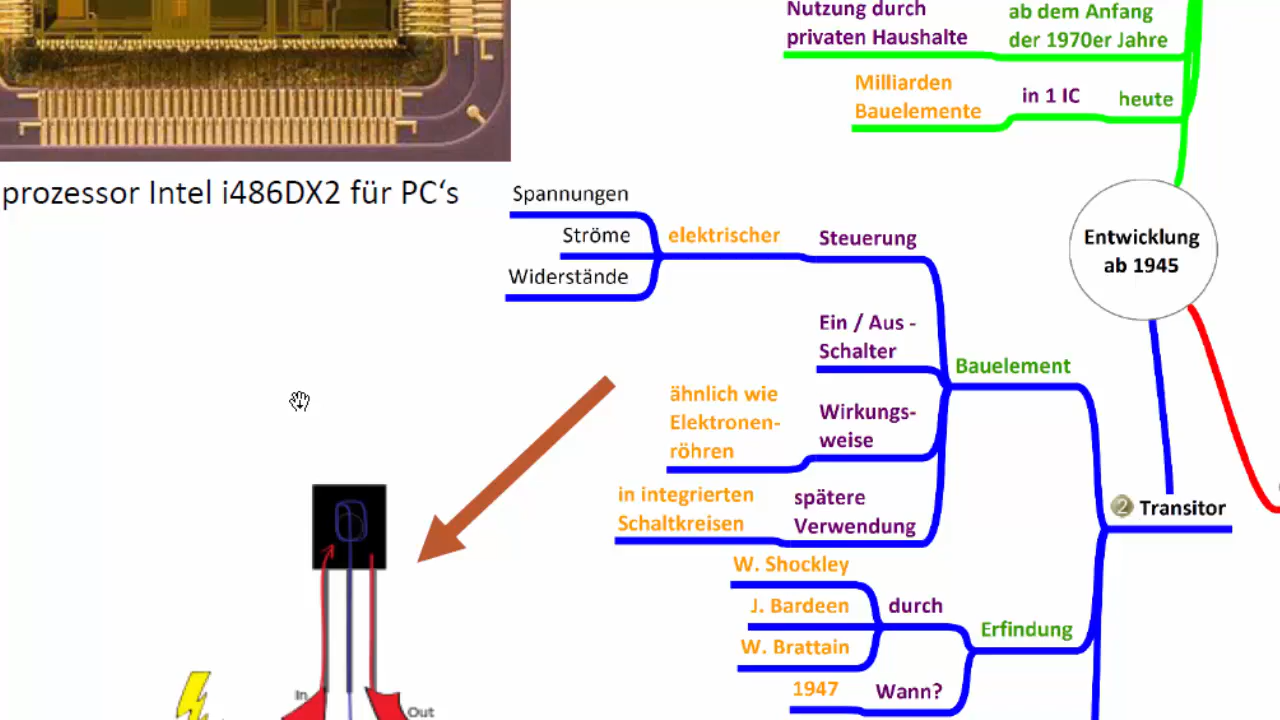 Nutzung durch
privaten Haushalte
ab dem Anfang
der 1970er Jahre
Milliarden
Bauelemente
in 1 IC
heute
prozessor Intel i486DX2 für PC‘s
Entwicklung
ab 1945
Spannungen
Ströme
Widerstände
elektrischer
Steuerung
Ein / Aus -
Schalter
Bauelement
ähnlich wie
Elektronen-
röhren
Wirkungs-
weise
in integrierten
Schaltkreisen
spätere
Verwendung
2 Transitor
W. Shockley
J. Bardeen
W. Brattain
durch
Erfindung
1947
Wann?
In
Out